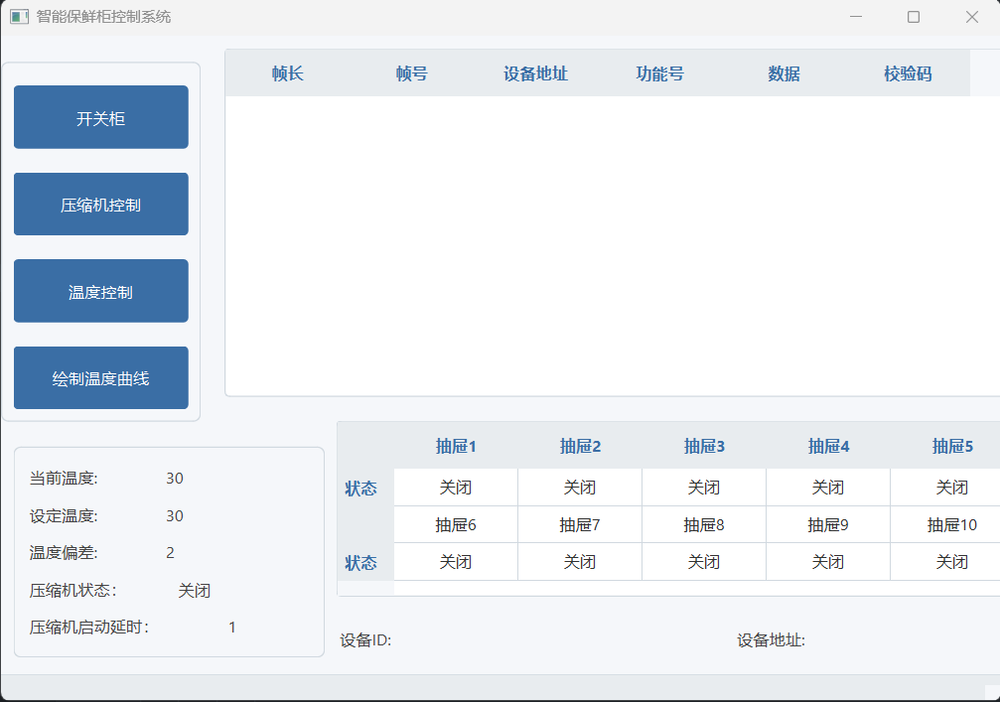 智能保鲜柜控制系统
帧长 帧号 设备地址 功能号 数据 校验码
开关柜
压缩机控制
温度控制
绘制温度曲线
抽屉1 抽屉2 抽屉3 抽屉4 抽屉5
状态 关闭 关闭 关闭 关闭 关闭
抽屉6 抽屉7 抽屉8 抽屉9 抽屉10
状态 关闭 关闭 关闭 关闭 关闭
当前温度: 30
设定温度: 30
温度偏差: 2
压缩机状态： 关闭
压缩机启动延时： 1
设备ID: 设备地址: